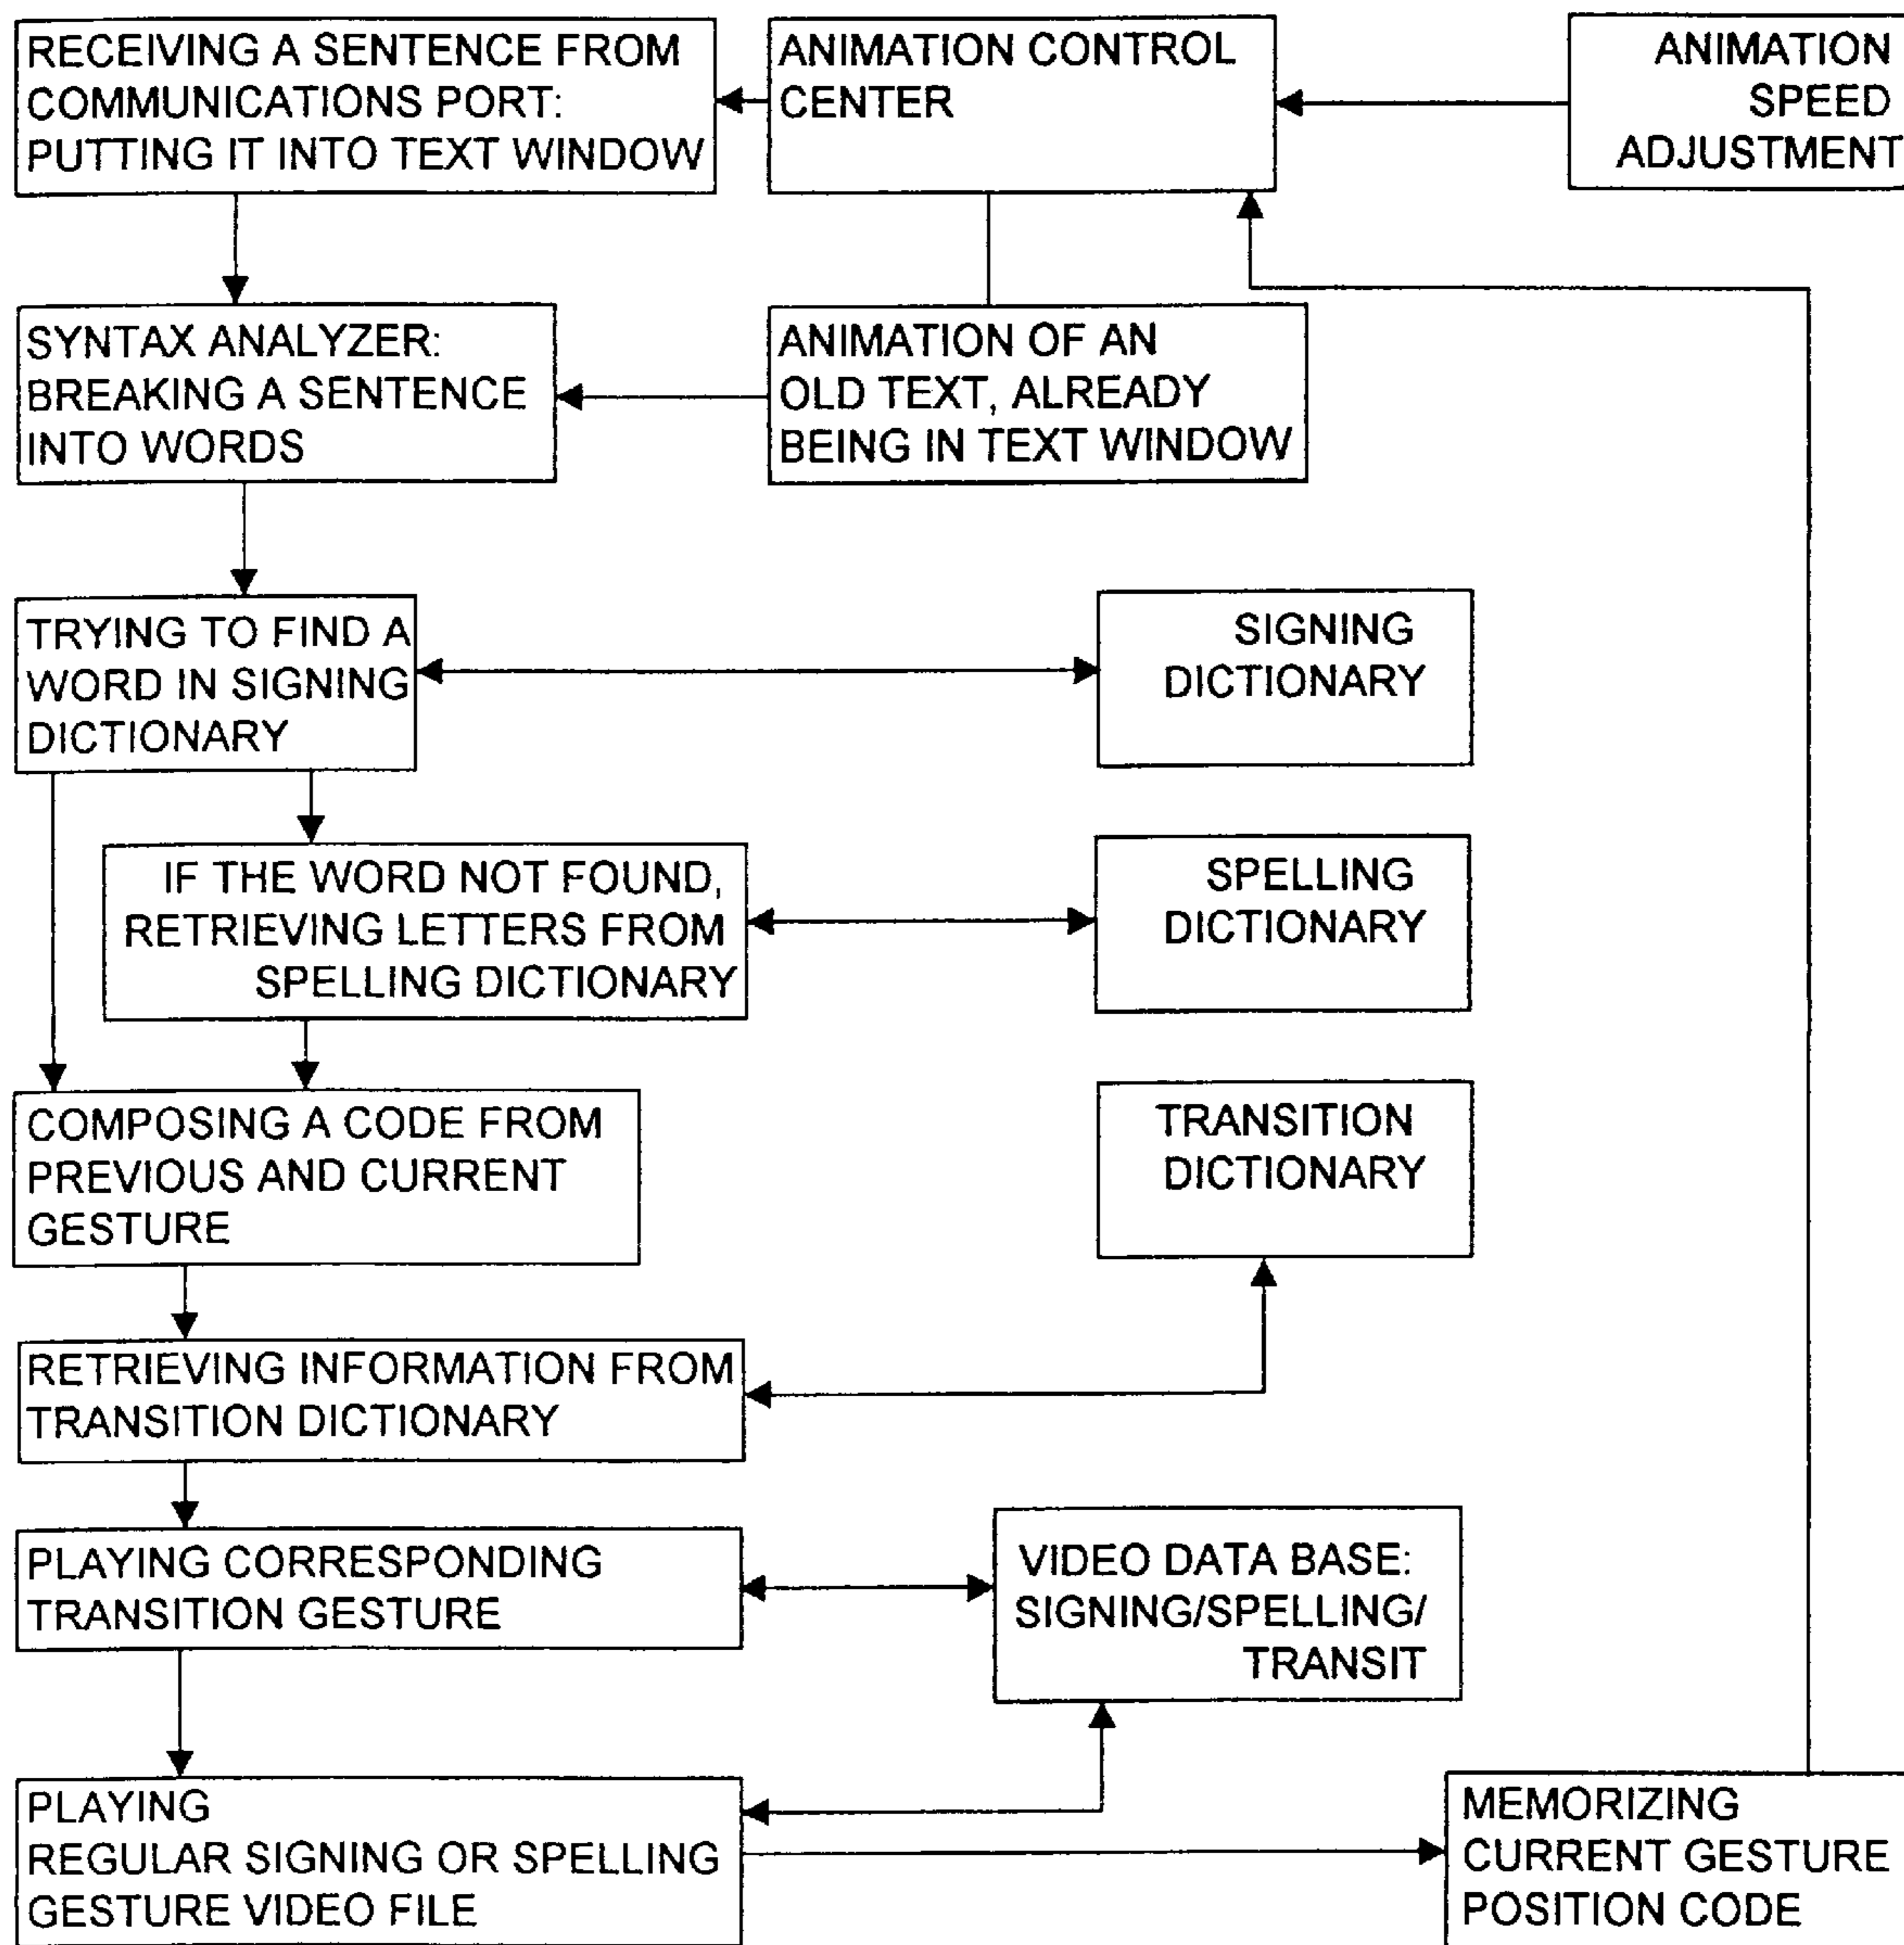 RECEIVING A SENTENCE FROM
COMMUNICATIONS PORT:
PUTTING IT INTO TEXT WINDOW
ANIMATION CONTROL
CENTER
ANIMATION
SPEED
ADJUSTMENT
SYNTAX ANALYZER:
BREAKING A SENTENCE
INTO WORDS
ANIMATION OF AN
OLD TEXT, ALREADY
BEING IN TEXT WINDOW
TRYING TO FIND A
WORD IN SIGNING
DICTIONARY
SIGNING
DICTIONARY
IF THE WORD NOT FOUND,
RETRIEVING LETTERS FROM
SPELLING DICTIONARY
SPELLING
DICTIONARY
COMPOSING A CODE FROM
PREVIOUS AND CURRENT
GESTURE
TRANSITION
DICTIONARY
RETRIEVING INFORMATION FROM
TRANSITION DICTIONARY
PLAYING CORRESPONDING
TRANSITION GESTURE
VIDEO DATA BASE:
SIGNING/SPELLING/
TRANSIT
PLAYING
REGULAR SIGNING OR SPELLING
GESTURE VIDEO FILE
MEMORIZING
CURRENT GESTURE
POSITION CODE